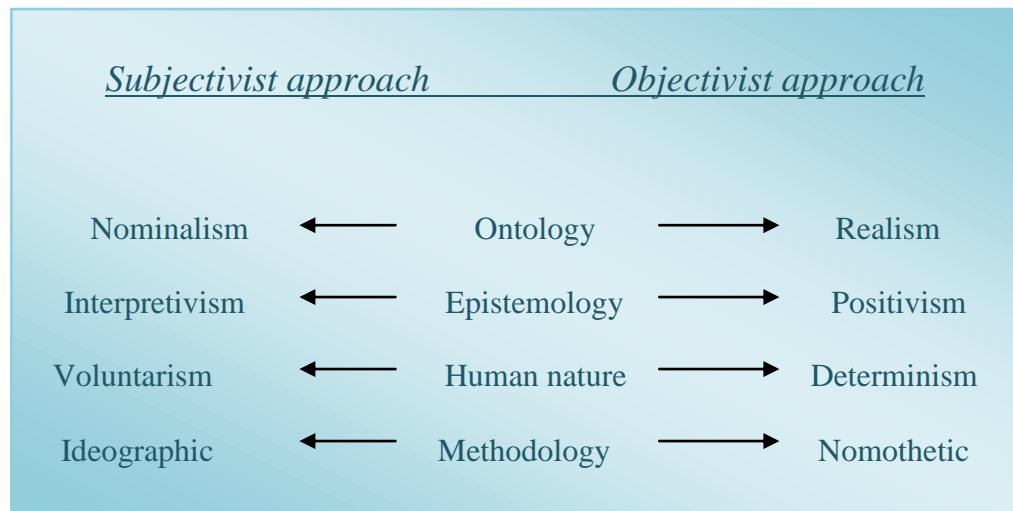 Subjectivist approach Objectivist approach
Nominalism Ontology Realism
Interpretivism Epistemology Positivism
Voluntarism Human nature Determinism
Ideographic Methodology Nomothetic